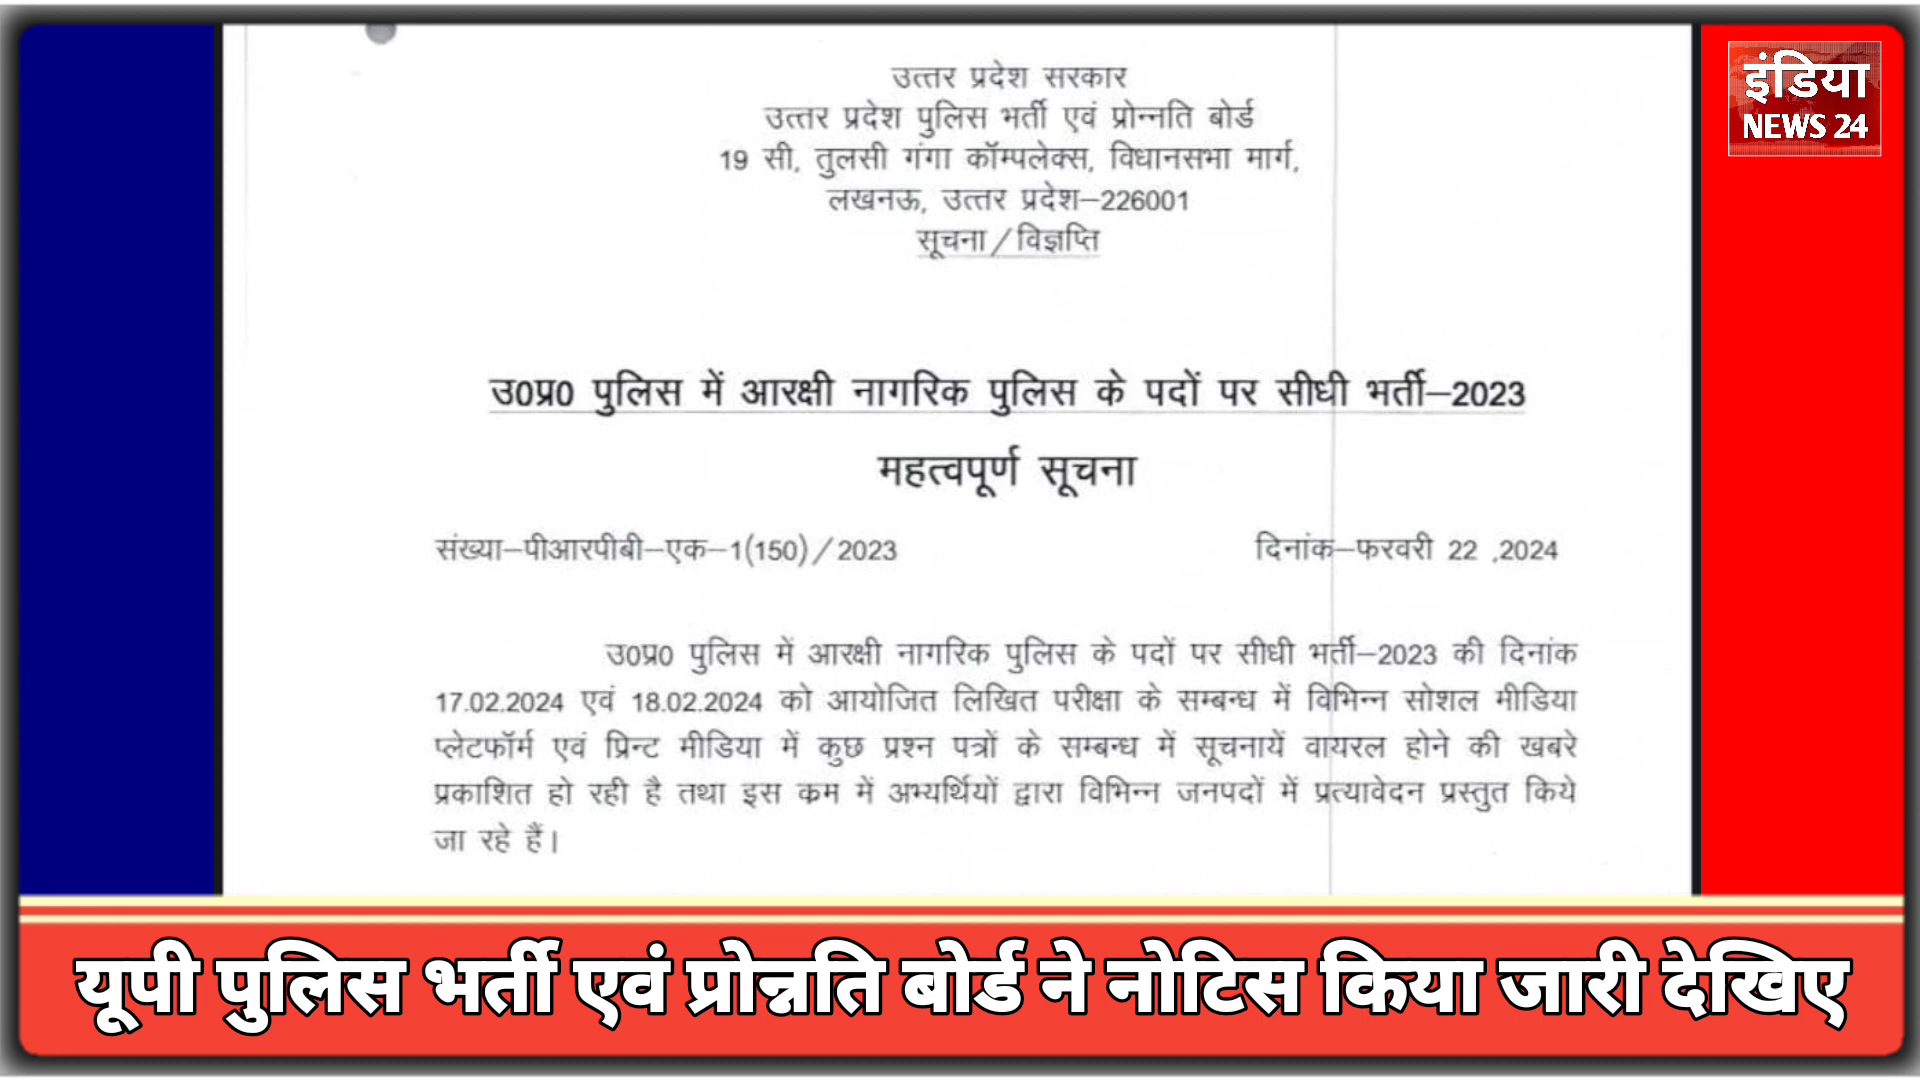 उत्तर प्रदेश सरकार
उत्तर प्रदेश पुलिस भर्ती एवं प्रोन्नति बोर्ड
19 सी, तुलसी गंगा कॉम्पलेक्स, विधानसभा मार्ग,
लखनऊ, उत्तर प्रदेश–226001
सूचना/विज्ञप्ति
इंडिया
NEWS 24
उ0प्र0 पुलिस में आरक्षी नागरिक पुलिस के पदों पर सीधी भर्ती–2023
महत्वपूर्ण सूचना
संख्या–पीआरपीबी–एक–1(150)/2023 दिनांक–फरवरी 22 ,2024
उ0प्र0 पुलिस में आरक्षी नागरिक पुलिस के पदों पर सीधी भर्ती–2023 की दिनांक
17.02.2024 एवं 18.02.2024 को आयोजित लिखित परीक्षा के सम्बन्ध में विभिन्न सोशल मीडिया
प्लेटफॉर्म एवं प्रिन्ट मीडिया में कुछ प्रश्न पत्रों के सम्बन्ध में सूचनायें वायरल होने की खबरे
प्रकाशित हो रही है तथा इस कम में अभ्यर्थियों द्वारा विभिन्न जनपदों में प्रत्यावेदन प्रस्तुत किये
जा रहे हैं।
यूपी पुलिस भर्ती एवं प्रोन्नति बोर्ड ने नोटिस किया जारी देखिए